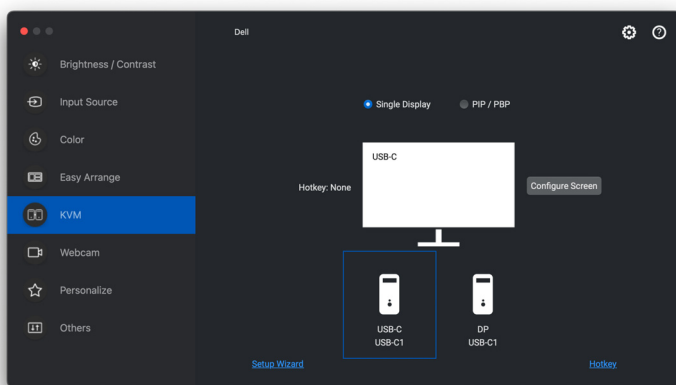 Dell
Brightness / Contrast
Input Source
Color
Easy Arrange
KVM
Webcam
Personalize
Others
Single Display
PIP / PBP
USB-C
Hotkey: None
Configure Screen
USB-C
USB-C1
DP
USB-C1
Setup Wizard
Hotkey